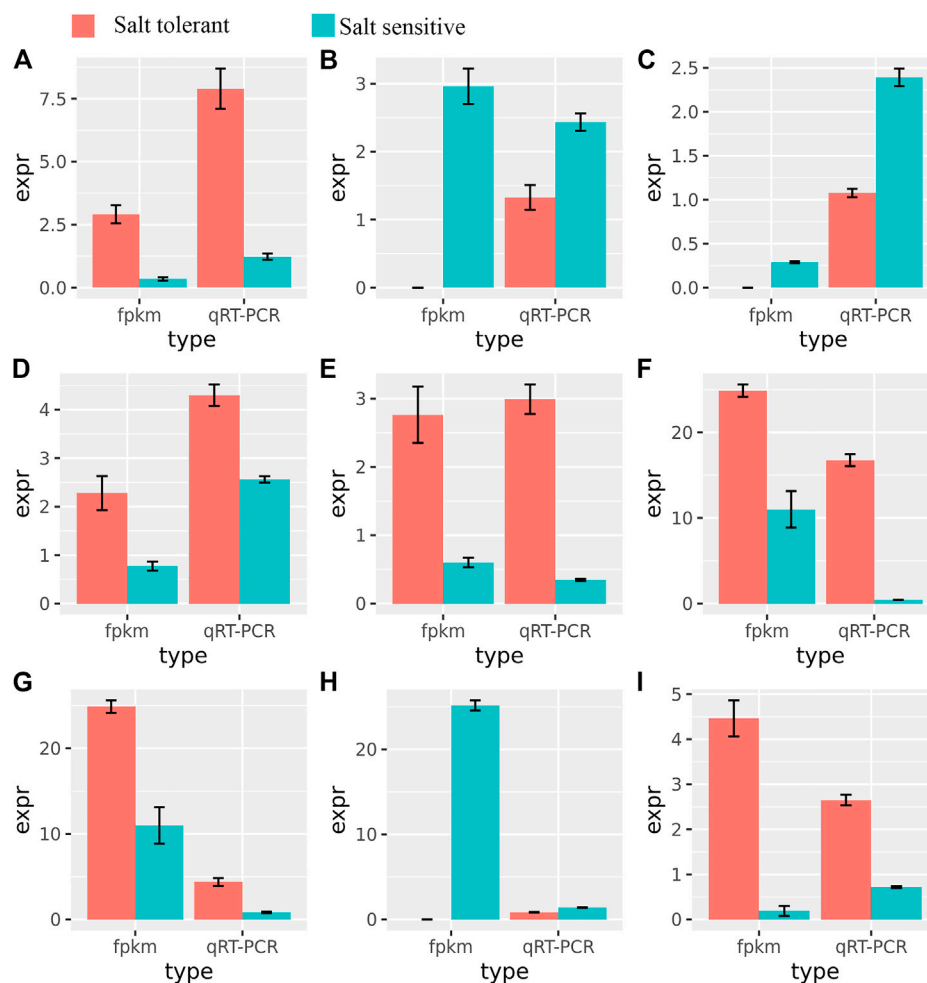 Salt tolerant Salt sensitive
A B C
expr 7.5 5.0 2.5 0.0 fpkm qRT-PCR type
expr 3 2 1 0 fpkm qRT-PCR type
expr 2.5 2.0 1.5 1.0 0.5 0.0 fpkm qRT-PCR type
D E F
expr 4 3 2 1 0 fpkm qRT-PCR type
expr 3 2 1 0 fpkm qRT-PCR type
expr 20 10 0 fpkm qRT-PCR type
G H I
expr 20 10 0 fpkm qRT-PCR type
expr 20 10 0 fpkm qRT-PCR type
expr 5 4 3 2 1 0 fpkm qRT-PCR type